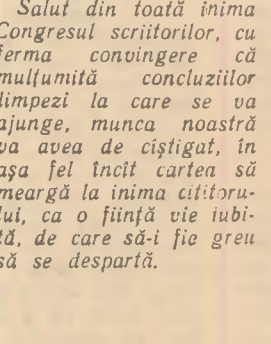 Salut din toată inima
Congresul scriitorilor, cu
ferma convingere că
mulțumită concluziilor
limpezi la care se va
ajunge, munca noastră
va avea de cîștigat, în
așa fel încît cartea să
meargă la inima cititoru-
lui, ca o ființă vie iubi-
tă, de care să-i fie greu
să se despartă.